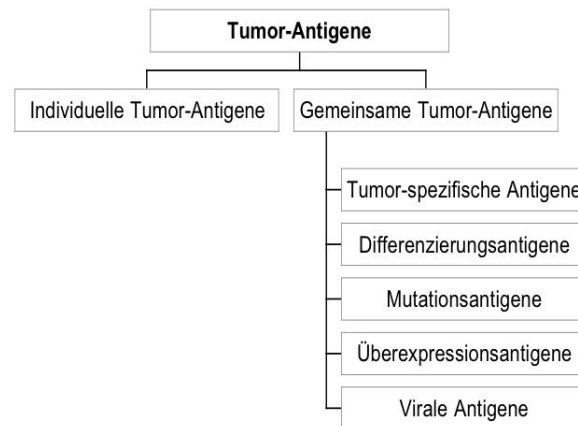 Tumor-Antigene
Individuelle Tumor-Antigene
Gemeinsame Tumor-Antigene
Tumor-spezifische Antigene
Differenzierungsantigene
Mutationsantigene
Überexpressionsantigene
Virale Antigene